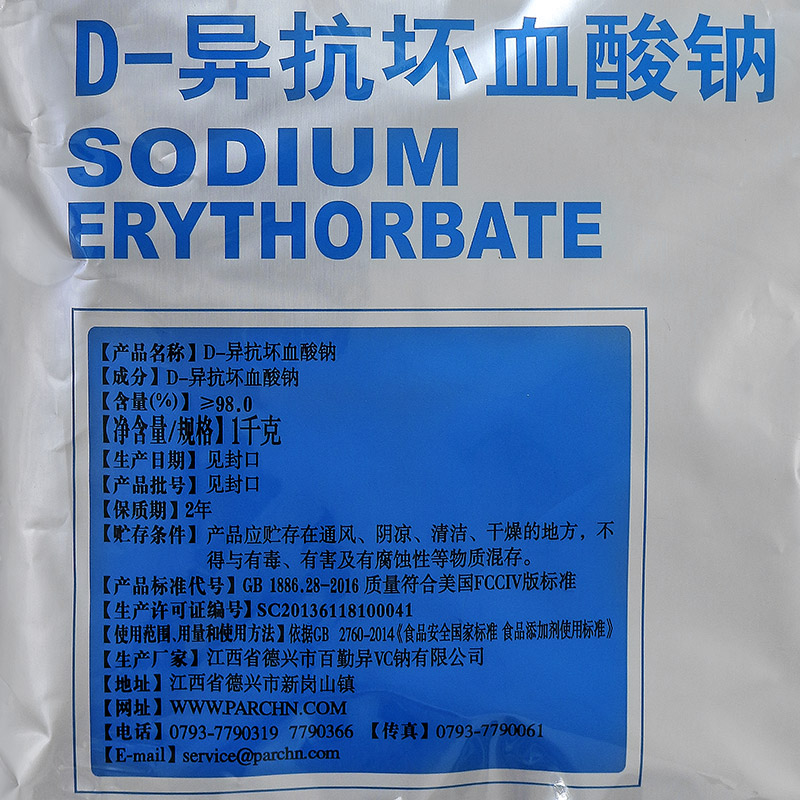 D-异抗坏血酸钠
SODIUM
ERYTHORBATE
【产品名称】D-异抗坏血酸钠
【成分】D-异抗坏血酸钠
【含量(%)】≥98.0
【净含量/规格】1千克
【生产日期】见封口
【产品批号】见封口
【保质期】2年
【贮存条件】产品应贮存在通风、阴凉、清洁、干燥的地方，不
得与有毒、有害及有腐蚀性等物质混存。
【产品标准代号】GB 1886.28-2016 质量符合美国FCCIV版标准
【生产许可证编号】SC20136118100041
【使用范围、用量和使用方法】依据GB 2760-2014《食品安全国家标准 食品添加剂使用标准》
【生产厂家】江西省德兴市百勤异VC钠有限公司
【地址】江西省德兴市新岗山镇
【网址】WWW.PARCHN.COM
【电话】0793-7790319 7790366 【传真】0793-7790061
【E-mail】service@parchn.com